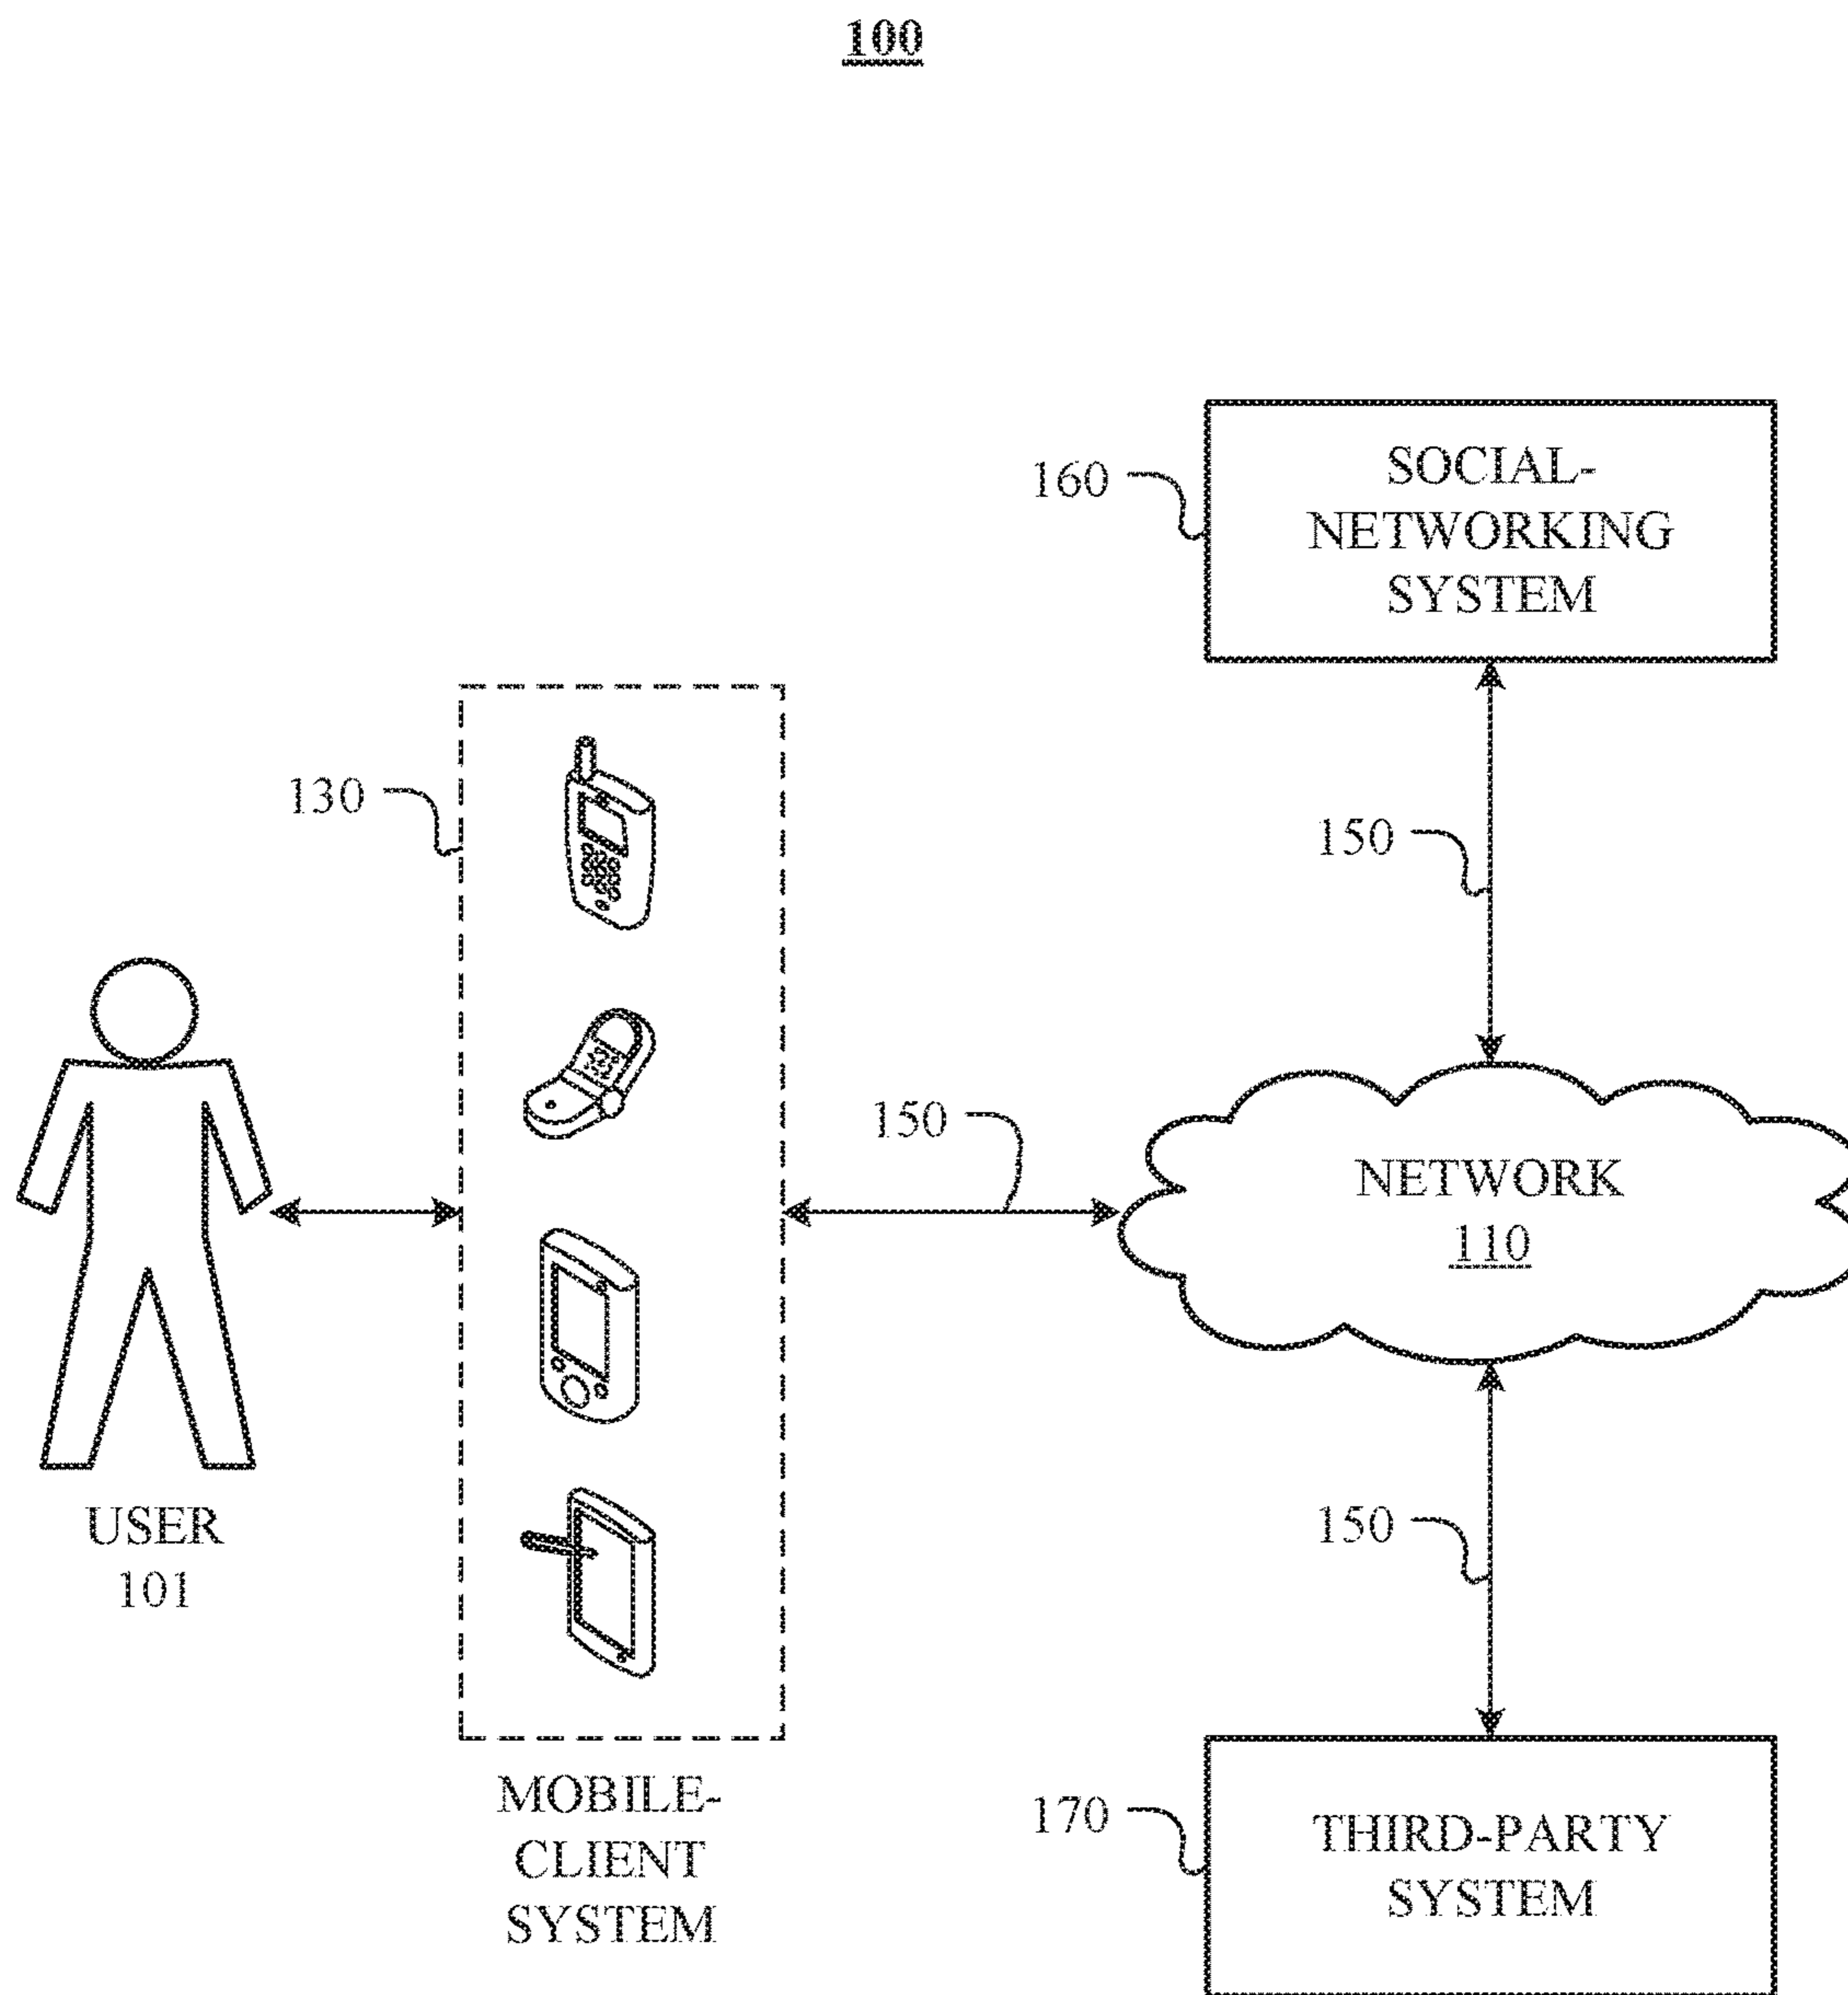 100
160
SOCIAL-
NETWORKING
SYSTEM
130
150
150
NETWORK
110
USER
101
150
MOBILE-
CLIENT
SYSTEM
170
THIRD-PARTY
SYSTEM